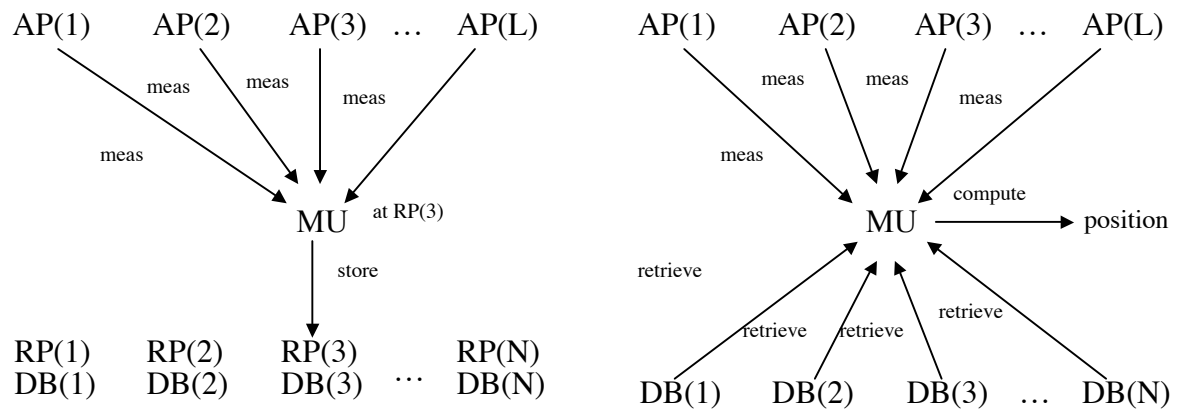 AP(1) AP(2) AP(3) … AP(L)
meas meas meas
meas
MU at RP(3)
store
RP(1) RP(2) RP(3) RP(N)
DB(1) DB(2) DB(3) … DB(N)
AP(1) AP(2) AP(3) … AP(L)
meas meas meas
meas
compute
MU position
retrieve
retrieve retrieve retrieve
DB(1) DB(2) DB(3) … DB(N)